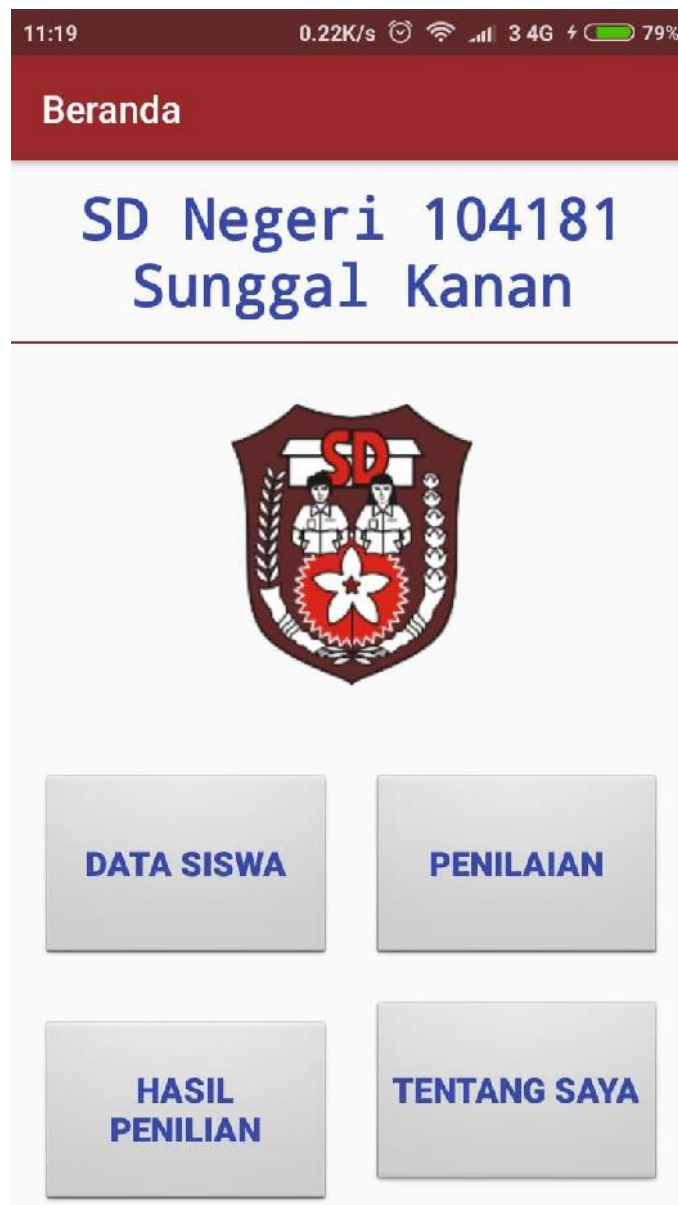 11:19 0.22K/s 3 4G 79%
Beranda
SD Negeri 104181
Sunggal Kanan
SD
DATA SISWA
PENILAIAN
HASIL
PENILIAN
TENTANG SAYA